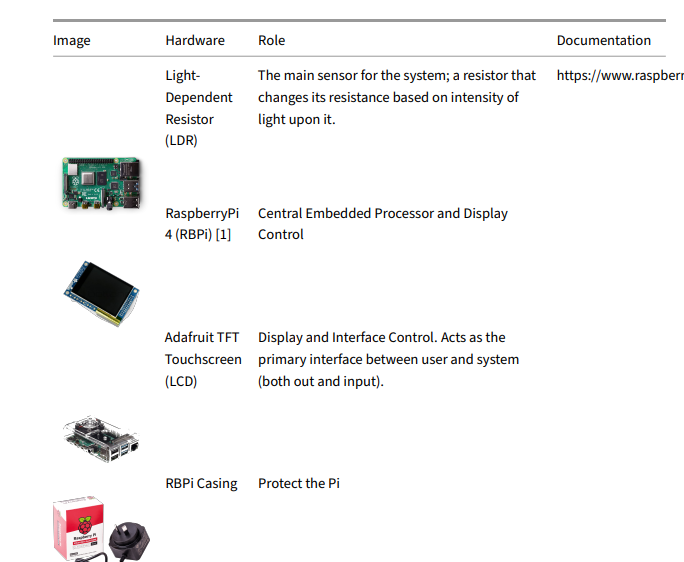 Image Hardware Role Documentation
Light- The main sensor for the system; a resistor that https://www.raspberr
Dependent changes its resistance based on intensity of
Resistor light upon it.
(LDR)
RaspberryPi Central Embedded Processor and Display
4 (RBPi) [1] Control
Adafruit TFT Display and Interface Control. Acts as the
Touchscreen primary interface between user and system
(LCD) (both out and input).
RBPi Casing Protect the Pi
Raspberry Pi